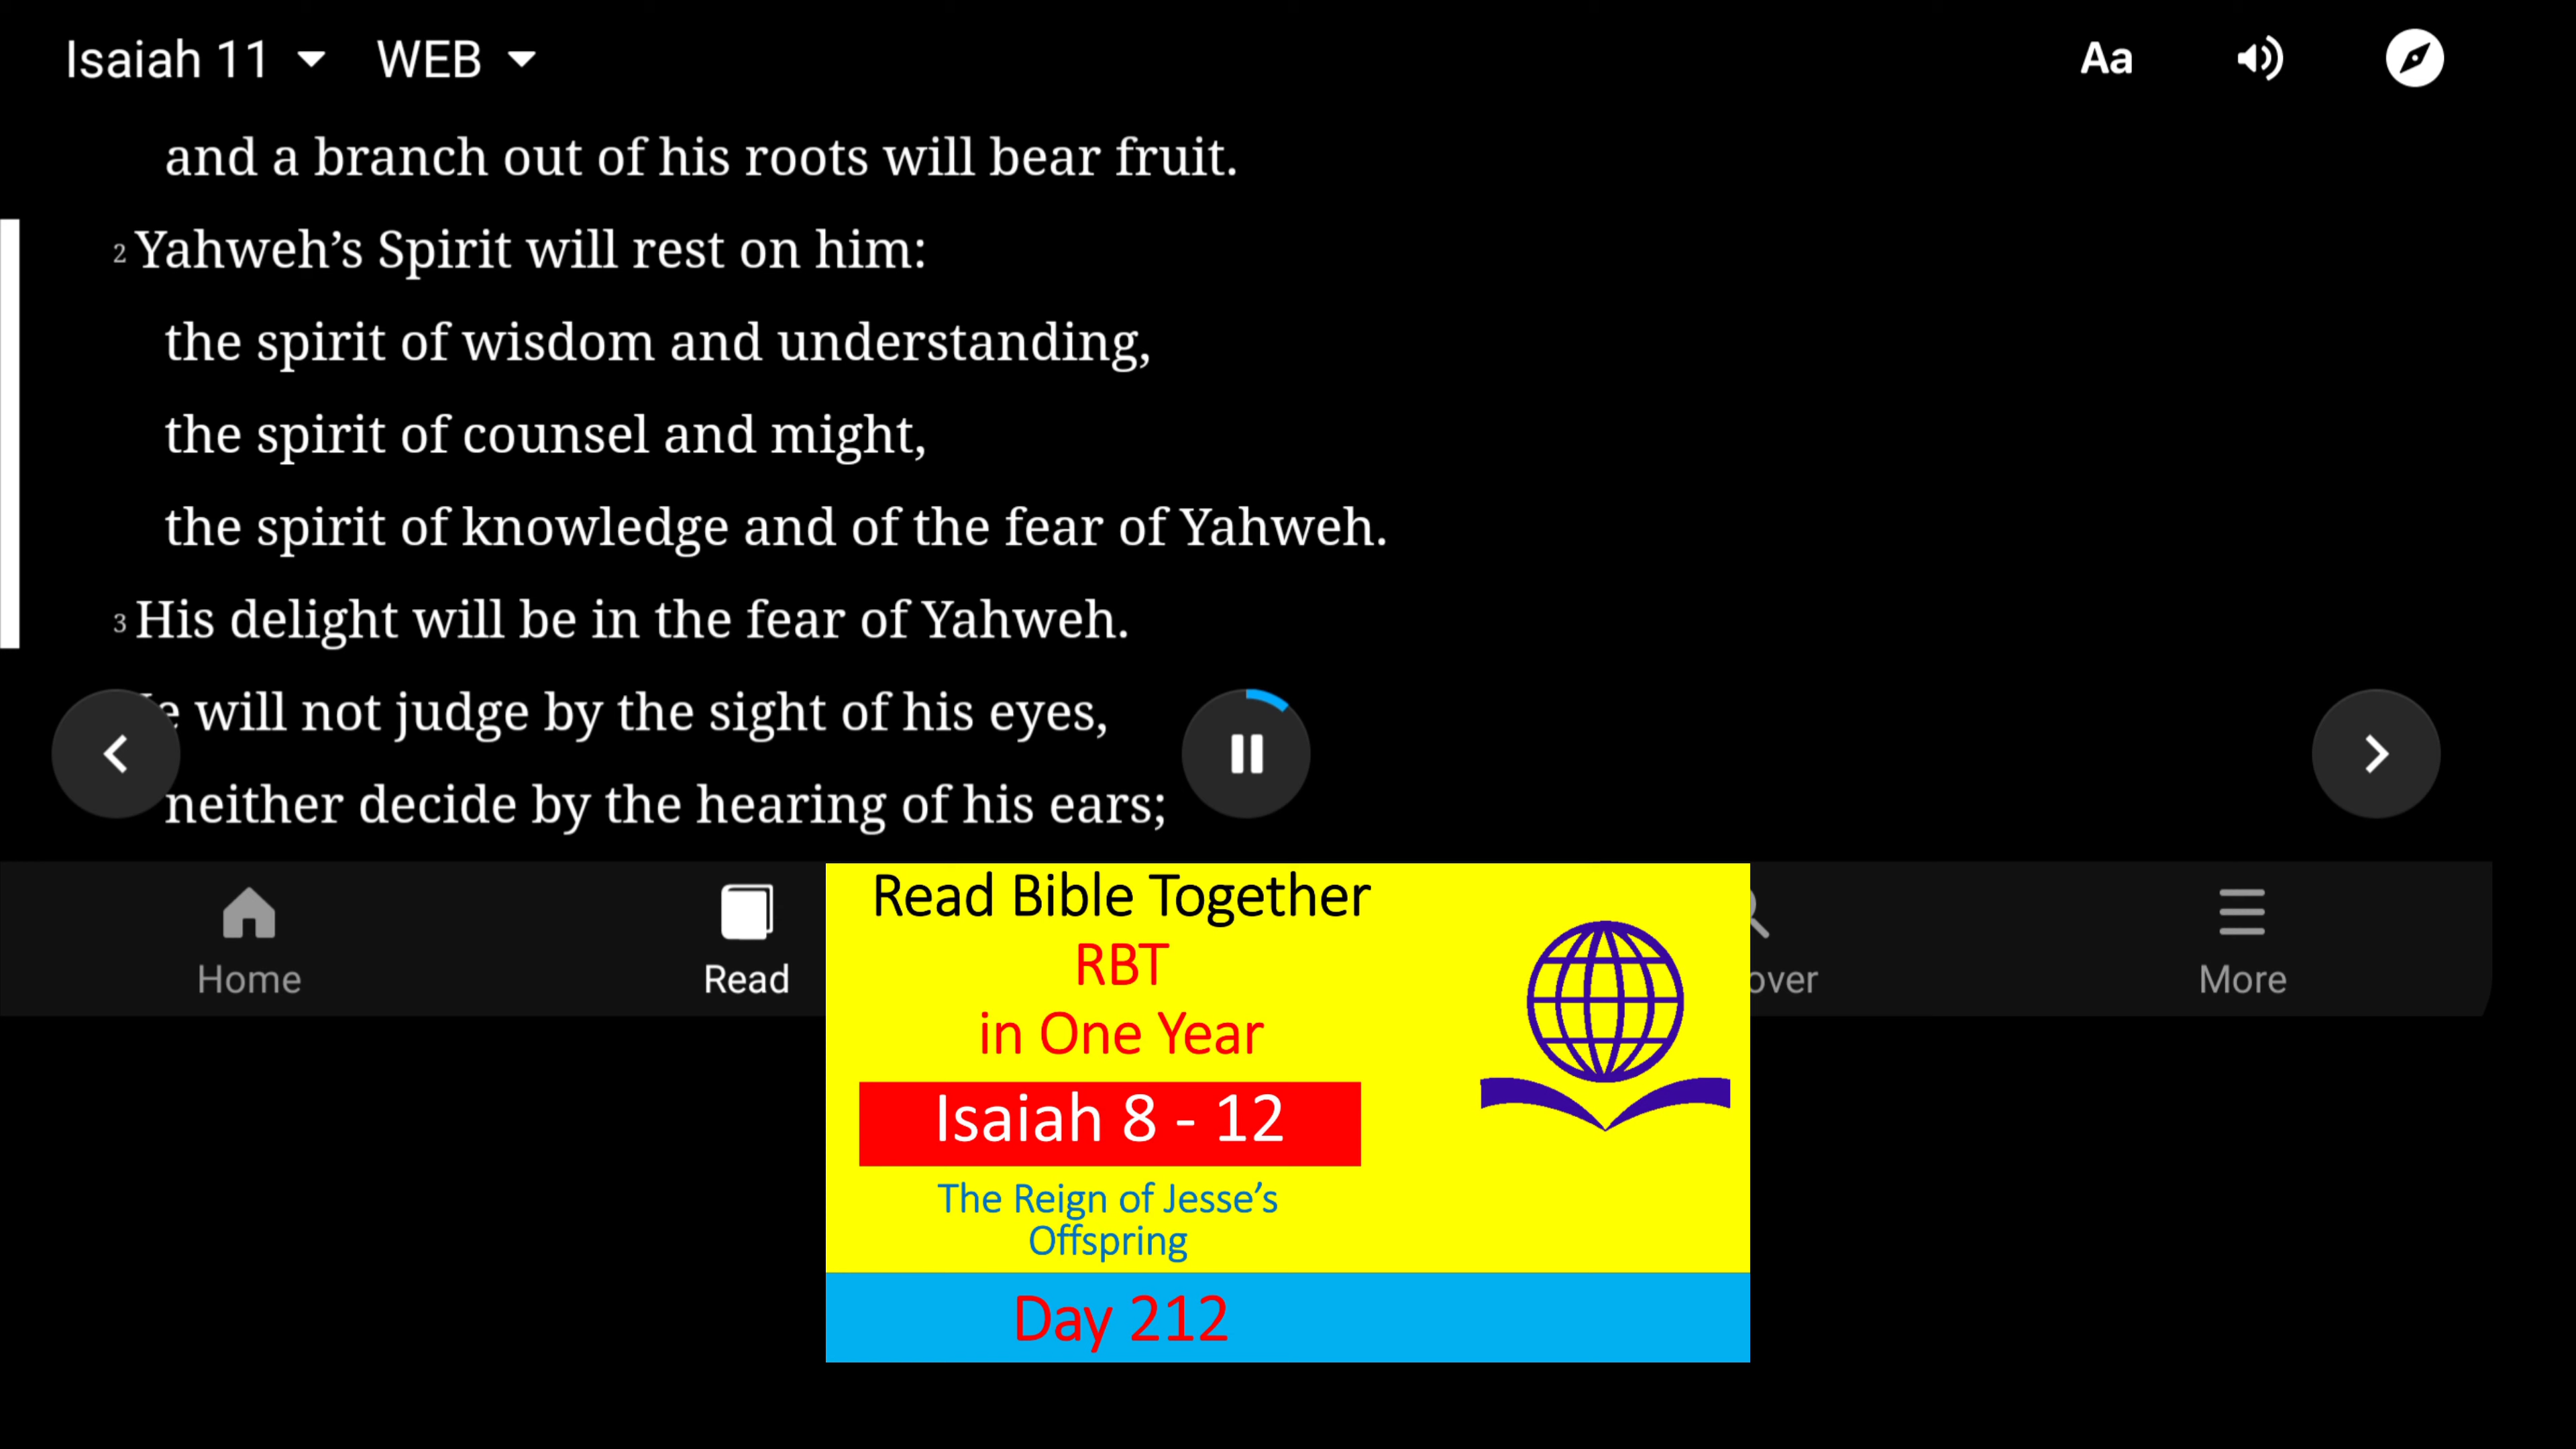 Isaiah 11 WEB Aa
and a branch out of his roots will bear fruit.
2 Yahweh’s Spirit will rest on him:
the spirit of wisdom and understanding,
the spirit of counsel and might,
the spirit of knowledge and of the fear of Yahweh.
3 His delight will be in the fear of Yahweh.
will not judge by the sight of his eyes,
neither decide by the hearing of his ears;
Home Read More
Read Bible Together
RBT
in One Year
Isaiah 8 - 12
The Reign of Jesse’s
Offspring
Day 212